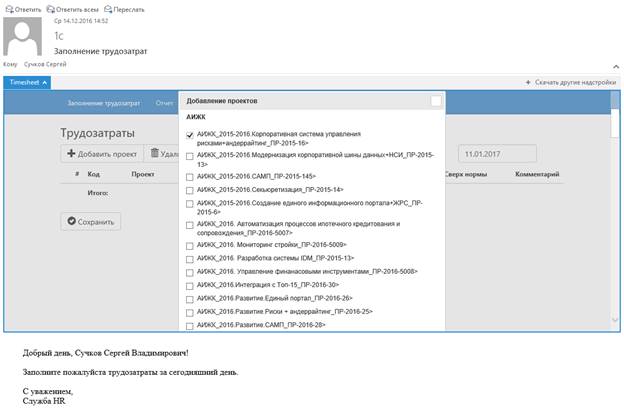 Ответить Ответить всем Переслать
Ср 14.12.2016 14:52
1c
Заполнение трудозатрат
Кому Сучков Сергей
Timesheet + Скачать другие надстройки
Заполнение трудозатрат Отчет Добавление проектов
АИЖК
Трудозатраты
АИЖК_2015-2016.Корпоративная система управления
рисками+андеррайтинг_ПР-2015-16>
+ Добавить проект Удали 11.01.2017
АИЖК_2015-2016.Модернизация корпоративной шины данных+НСИ_ПР-2015-
13>
# Код Проект Сверх нормы Комментарий
АИЖК_2015-2016.САМП_ПР-2015-145>
Итого:
АИЖК_2015-2016.Секьюретизация_ПР-2015-14>
АИЖК_2015-2016.Создание единого информационного портала+ЖРС_ПР-
2015-6>
Сохранить
АИЖК_2016. Автоматизация процессов ипотечного кредитования и
сопровождения_ПР-2016-5007>
АИЖК_2016. Мониторинг стройки_ПР-2016-5009>
АИЖК_2016. Разработка системы IDM_ПР-2015-13>
АИЖК_2016. Управление финанасовыми инструментами_ПР-2016-5008>
АИЖК_2016.Интеграция с Топ-15_ПР-2016-30>
АИЖК_2016.Развитие.Единый портал_ПР-2016-26>
АИЖК_2016.Развитие.Риски + андеррайтинг_ПР-2016-25>
АИЖК_2016.Развитие.САМП_ПР-2016-28>
Добрый день, Сучков Сергей Владимирович!
Заполните пожалуйста трудозатраты за сегодняшний день.
С уважением,
Служба HR